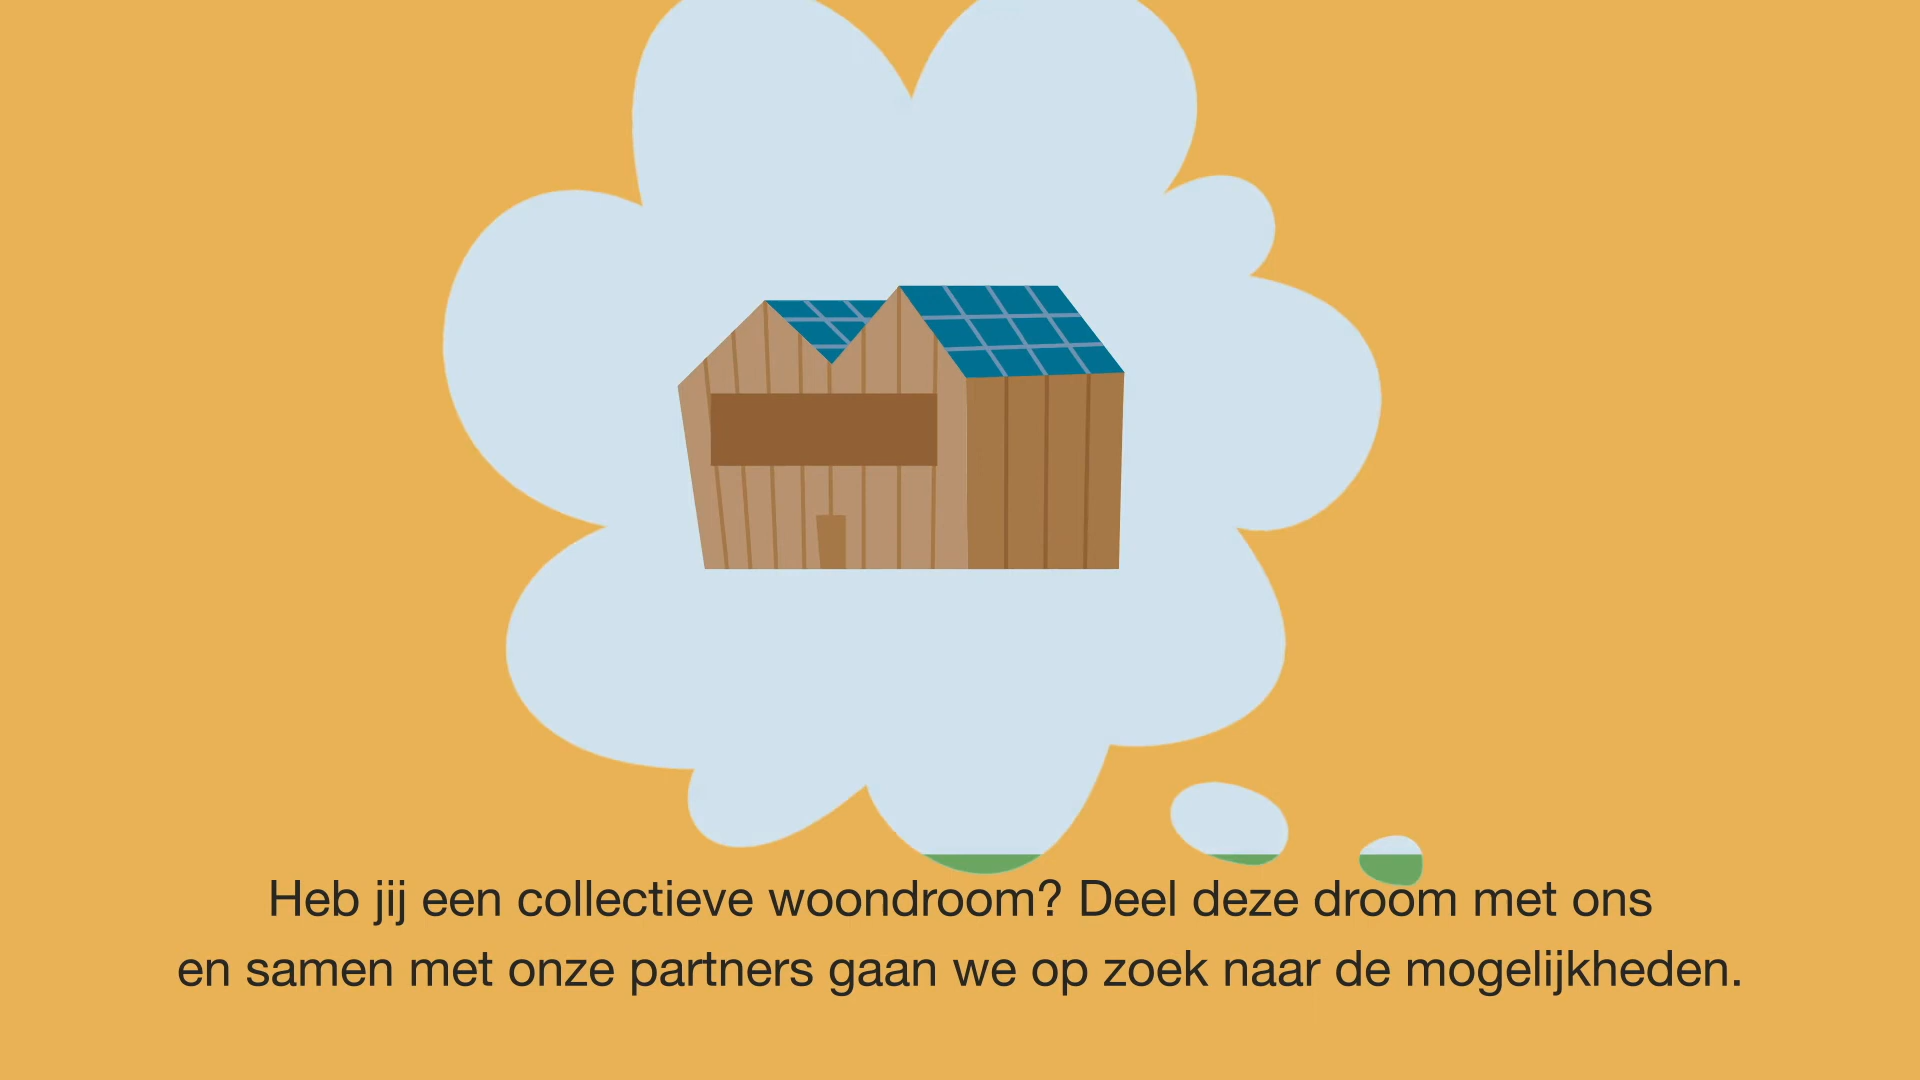 Heb jij een collectieve woondroom? Deel deze droom met ons
en samen met onze partners gaan we op zoek naar de mogelijkheden.